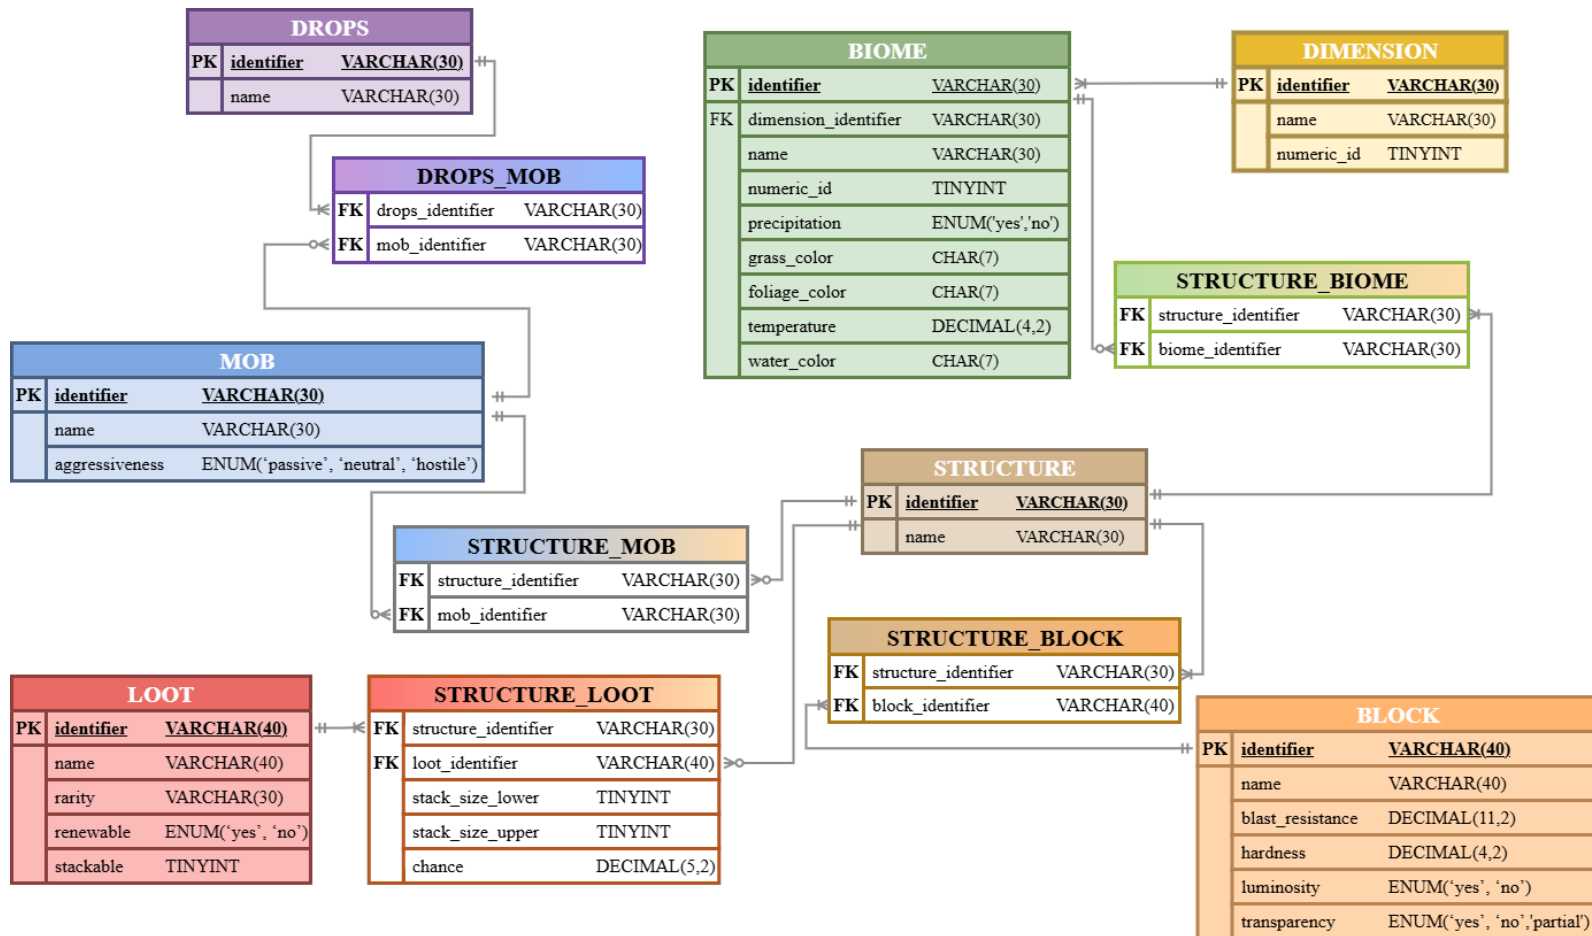 DROPS
PK identifier VARCHAR(30)
name VARCHAR(30)
BIOME
PK identifier VARCHAR(30)
FK dimension_identifier VARCHAR(30)
name VARCHAR(30)
numeric_id TINYINT
precipitation ENUM('yes','no')
grass_color CHAR(7)
foliage_color CHAR(7)
temperature DECIMAL(4,2)
water_color CHAR(7)
DIMENSION
PK identifier VARCHAR(30)
name VARCHAR(30)
numeric_id TINYINT
DROPS_MOB
FK drops_identifier VARCHAR(30)
FK mob_identifier VARCHAR(30)
STRUCTURE_BIOME
FK structure_identifier VARCHAR(30)
FK biome_identifier VARCHAR(30)
MOB
PK identifier VARCHAR(30)
name VARCHAR(30)
aggressiveness ENUM(‘passive’, ‘neutral’, ‘hostile’)
STRUCTURE
PK identifier VARCHAR(30)
name VARCHAR(30)
STRUCTURE_MOB
FK structure_identifier VARCHAR(30)
FK mob_identifier VARCHAR(30)
STRUCTURE_BLOCK
FK structure_identifier VARCHAR(30)
FK block_identifier VARCHAR(40)
LOOT
PK identifier VARCHAR(40)
name VARCHAR(40)
rarity VARCHAR(30)
renewable ENUM(‘yes’, ‘no’)
stackable TINYINT
STRUCTURE_LOOT
FK structure_identifier VARCHAR(30)
FK loot_identifier VARCHAR(40)
stack_size_lower TINYINT
stack_size_upper TINYINT
chance DECIMAL(5,2)
BLOCK
PK identifier VARCHAR(40)
name VARCHAR(40)
blast_resistance DECIMAL(11,2)
hardness DECIMAL(4,2)
luminosity ENUM(‘yes’, ‘no’)
transparency ENUM(‘yes’, ‘no’,'partial')